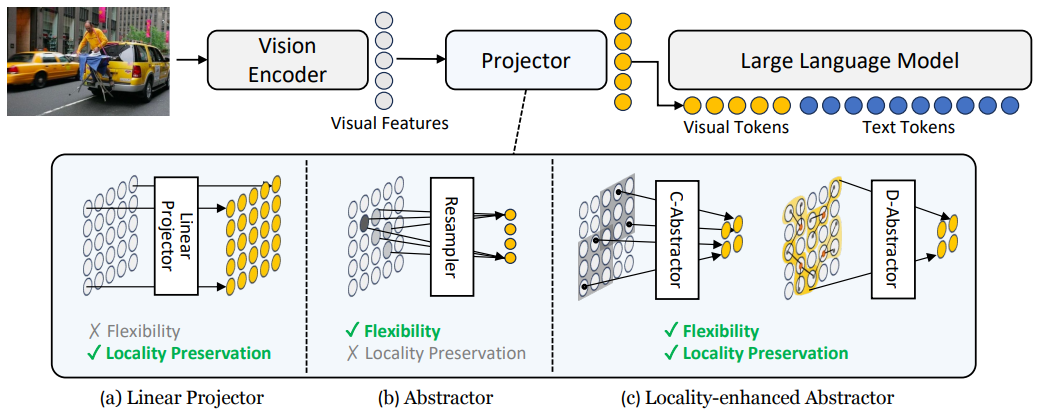 Vision
Encoder
Visual Features
Projector
Large Language Model
Visual Tokens
Text Tokens
Linear
Projector
✗ Flexibility
✓ Locality Preservation
Resampler
✓ Flexibility
✗ Locality Preservation
C-Abstractor
D-Abstractor
✓ Flexibility
✓ Locality Preservation
(a) Linear Projector
(b) Abstractor
(c) Locality-enhanced Abstractor